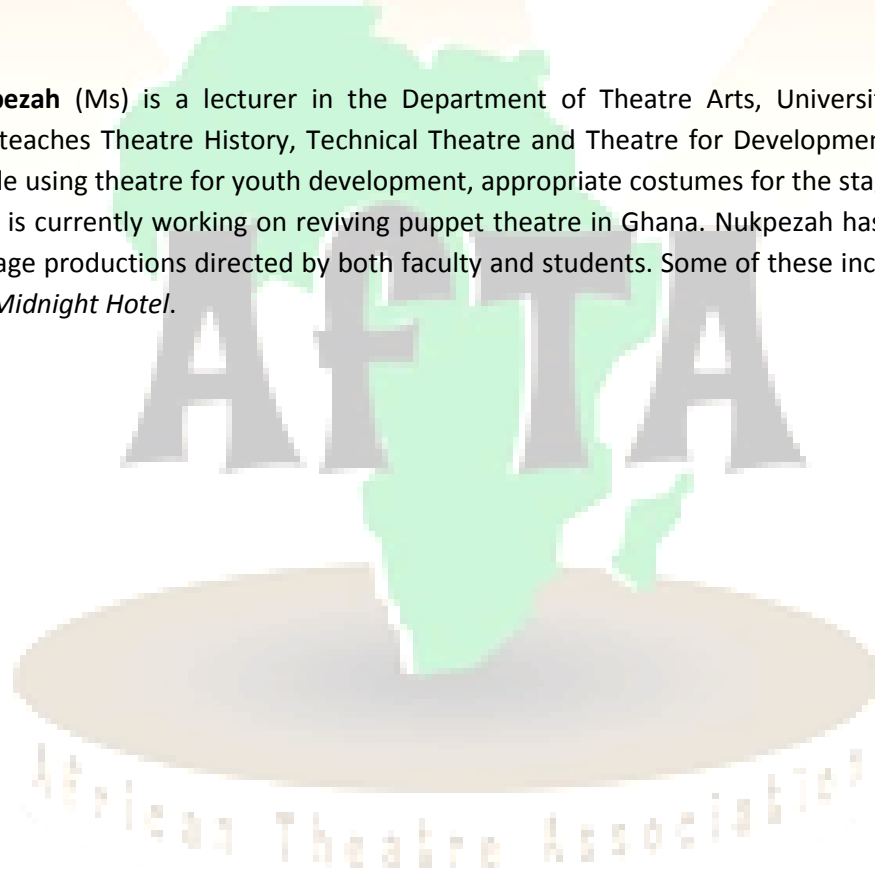 pezah (Ms) is a lecturer in the Department of Theatre Arts, Universit
teaches Theatre History, Technical Theatre and Theatre for Developmen
le using theatre for youth development, appropriate costumes for the sta
is currently working on reviving puppet theatre in Ghana. Nukpezah has
age productions directed by both faculty and students. Some of these inc
Midnight Hotel.
AfTA
African Theatre Association